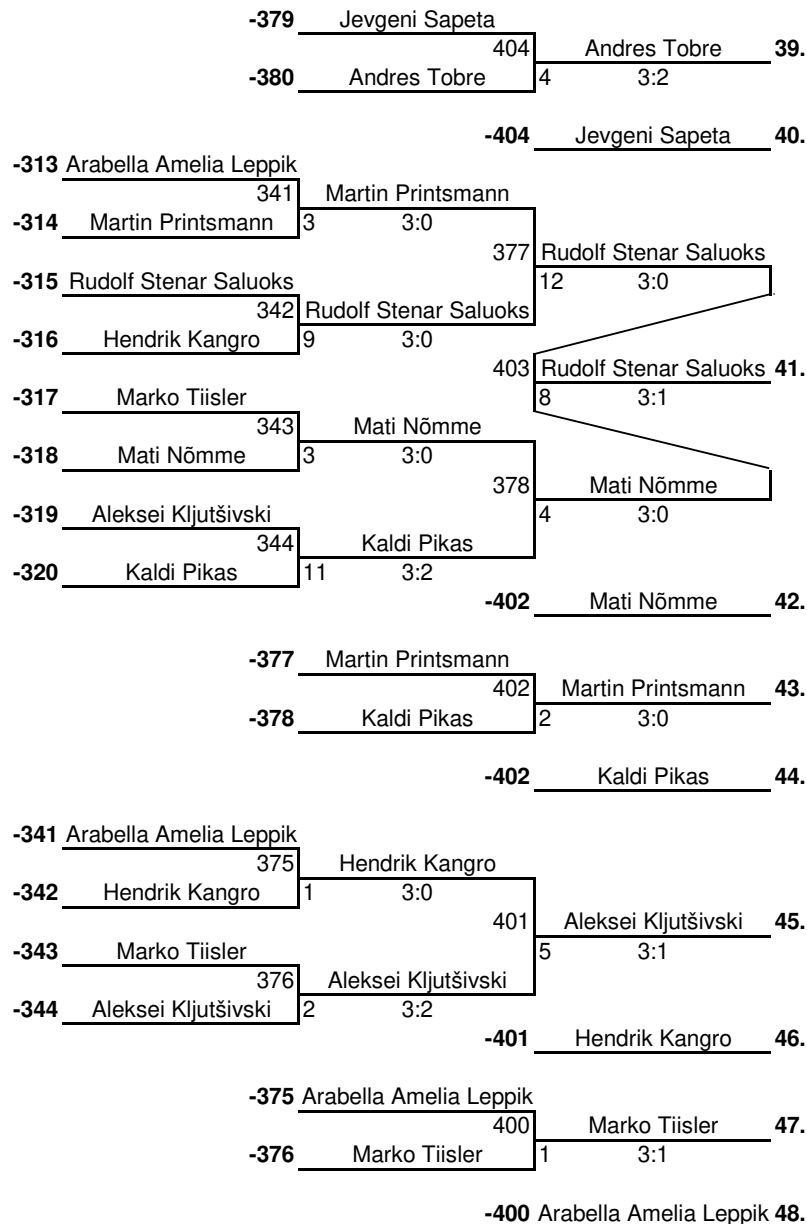 -379 Jevgeni Sapeta
404 Andres Tobre 39.
-380 Andres Tobre 4 3:2
-404 Jevgeni Sapeta 40.
-313 Arabella Amelia Leppik
341 Martin Printsmann
-314 Martin Printsmann 3 3:0
377 Rudolf Stenar Saluoks
-315 Rudolf Stenar Saluoks 12 3:0
342 Rudolf Stenar Saluoks
-316 Hendrik Kangro 9 3:0
403 Rudolf Stenar Saluoks 41.
-317 Marko Tiisler 8 3:1
343 Mati Nõmme
-318 Mati Nõmme 3 3:0
378 Mati Nõmme
-319 Aleksei Kljutšivski 4 3:0
344 Kaldi Pikas
-320 Kaldi Pikas 11 3:2
-402 Mati Nõmme 42.
-377 Martin Printsmann
402 Martin Printsmann 43.
-378 Kaldi Pikas 2 3:0
-402 Kaldi Pikas 44.
-341 Arabella Amelia Leppik
375 Hendrik Kangro
-342 Hendrik Kangro 1 3:0
401 Aleksei Kljutšivski 45.
-343 Marko Tiisler 5 3:1
376 Aleksei Kljutšivski
-344 Aleksei Kljutšivski 2 3:2
-401 Hendrik Kangro 46.
-375 Arabella Amelia Leppik
400 Marko Tiisler 47.
-376 Marko Tiisler 1 3:1
-400 Arabella Amelia Leppik 48.